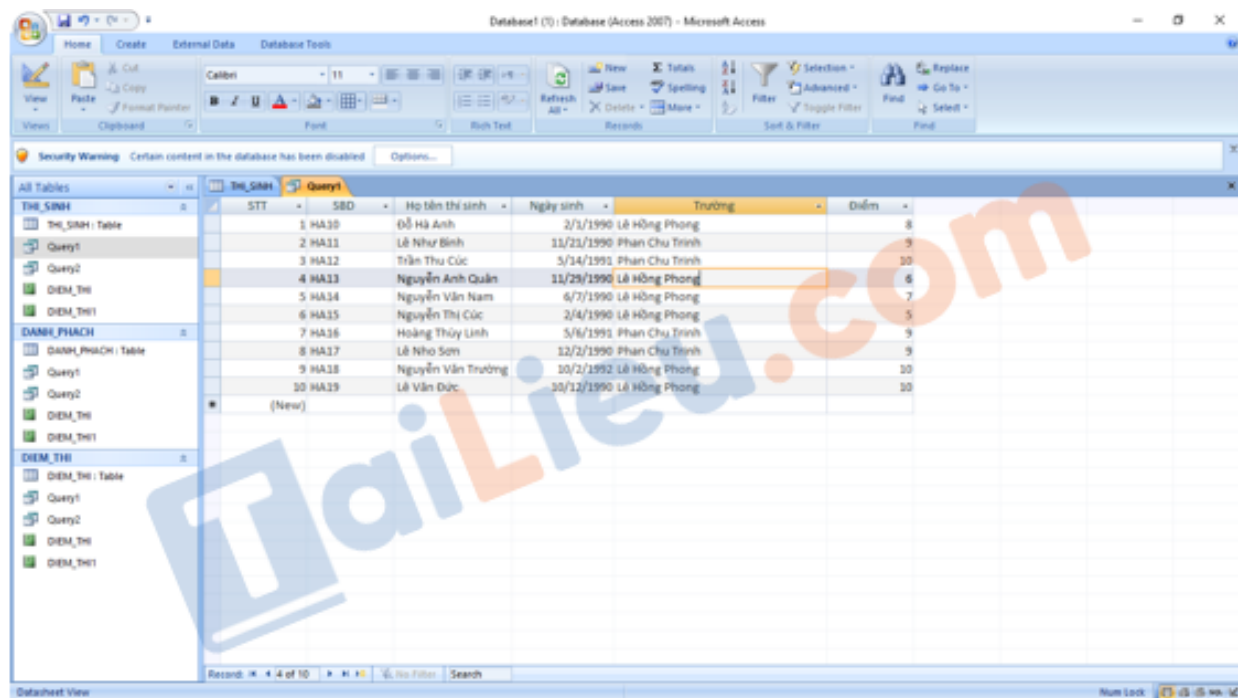 Database1 (1) : Database (Access 2007) - Microsoft Access
Home Create External Data Database Tools
View Paste Cut Copy Format Painter
Calibri 11
Refresh All New Save Delete Totals Spelling More
Filter Selection Advanced Toggle Filter
Find Replace Go To Select
Views Clipboard Font Rich Text Records Sort & Filter Find
Security Warning Certain content in the database has been disabled Options...
All Tables
THI_SINH
THI_SINH : Table
Query1
Query2
DIEM_THI
DIEM_THI1
DANH_PHACH
DANH_PHACH : Table
Query1
Query2
DIEM_THI
DIEM_THI1
DIEM_THI
DIEM_THI : Table
Query1
Query2
DIEM_THI
DIEM_THI1
THI_SINH Query1
STT SBD Họ tên thí sinh Ngày sinh Trường Điểm
1 HA10 Đỗ Hà Anh 2/1/1990 Lê Hồng Phong 8
2 HA11 Lê Như Bình 11/21/1990 Phan Chu Trinh 9
3 HA12 Trần Thu Cúc 5/14/1991 Phan Chu Trinh 10
4 HA13 Nguyễn Anh Quân 11/29/1990 Lê Hồng Phong 6
5 HA14 Nguyễn Văn Nam 6/7/1990 Lê Hồng Phong 7
6 HA15 Nguyễn Thị Cúc 2/4/1990 Lê Hồng Phong 5
7 HA16 Hoàng Thùy Linh 5/6/1991 Phan Chu Trinh 9
8 HA17 Lê Nho Sơn 12/2/1990 Phan Chu Trinh 9
9 HA18 Nguyễn Văn Trường 10/2/1992 Lê Hồng Phong 10
10 HA19 Lê Văn Đức 10/12/1990 Lê Hồng Phong 10
(New)
TaiLieu.com
Record: 4 of 10 No Filter Search
Datasheet View Num Lock